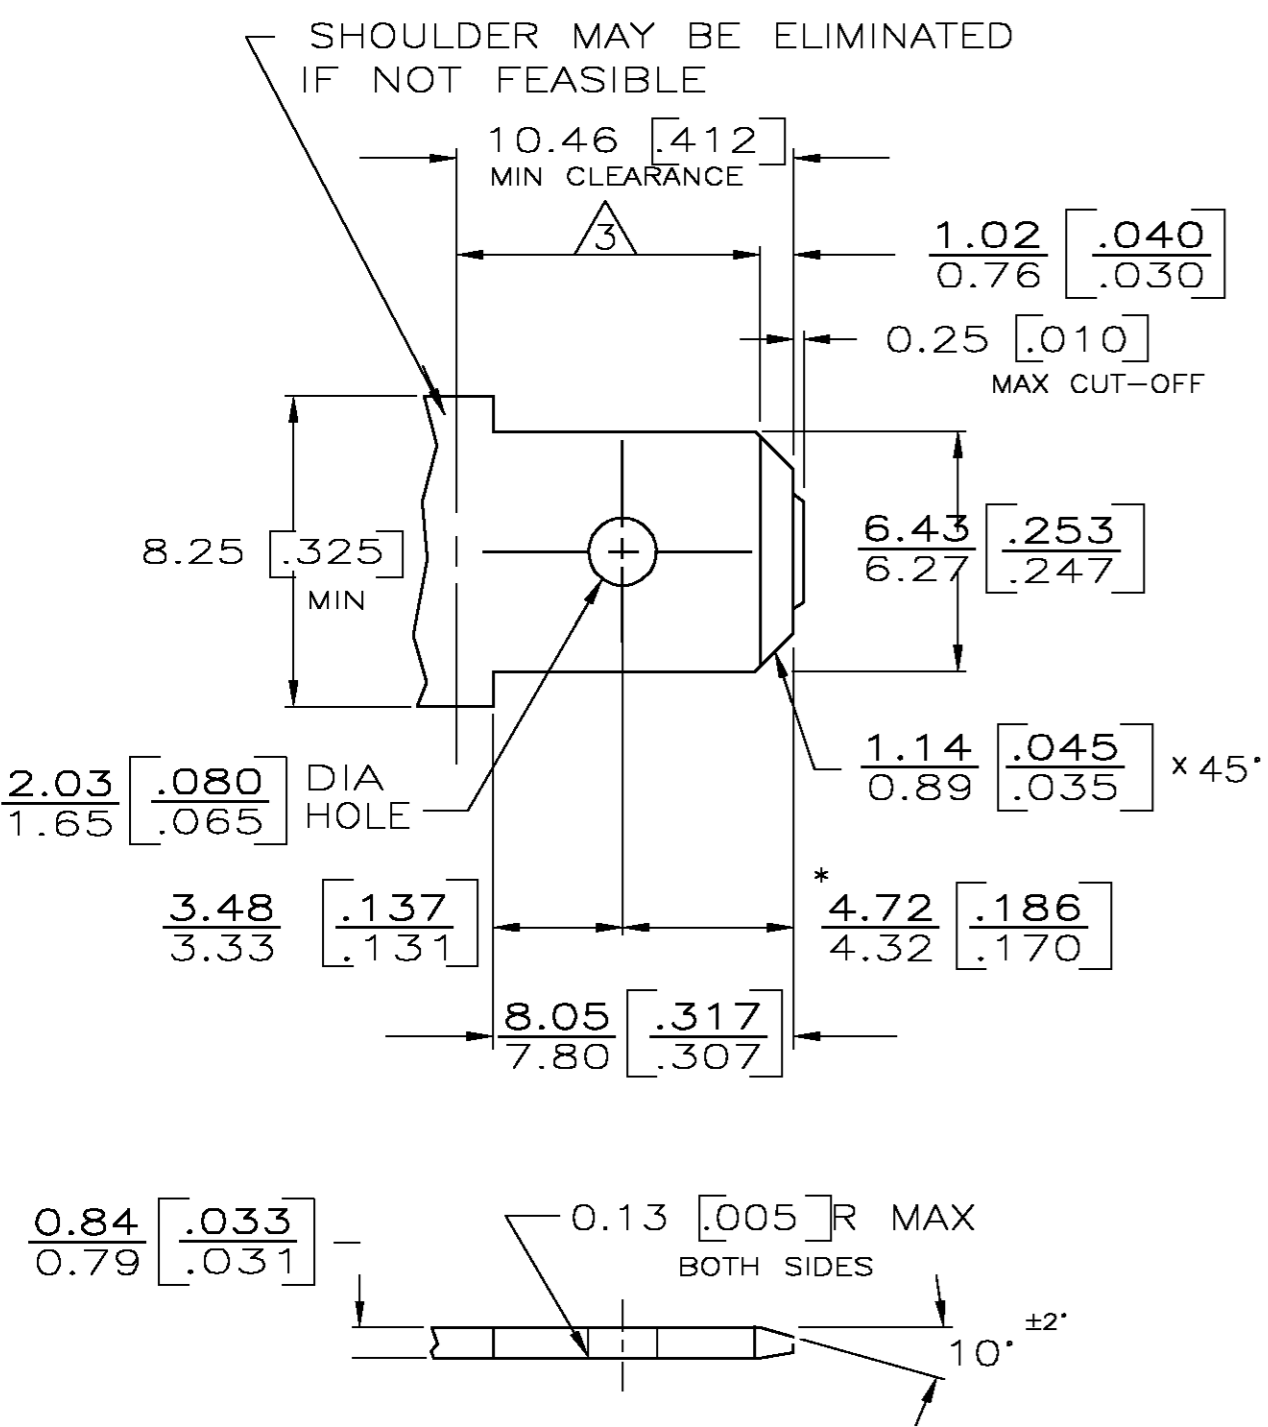 SHOULDER MAY BE ELIMINATED
IF NOT FEASIBLE
10.46 [.412]
MIN CLEARANCE
3
1.02 [.040
0.76 .030]
0.25 [.010]
MAX CUT-OFF
8.25 [.325]
MIN
6.43 [.253
6.27 .247]
1.14 [.045
0.89 .035] x 45°
2.03 [.080
1.65 .065]
DIA
HOLE
3.48 [.137
3.33 .131]
*
4.72 [.186
4.32 .170]
8.05 [.317
7.80 .307]
0.84 [.033
0.79 .031]
0.13 [.005]R MAX
BOTH SIDES
10° ±2°